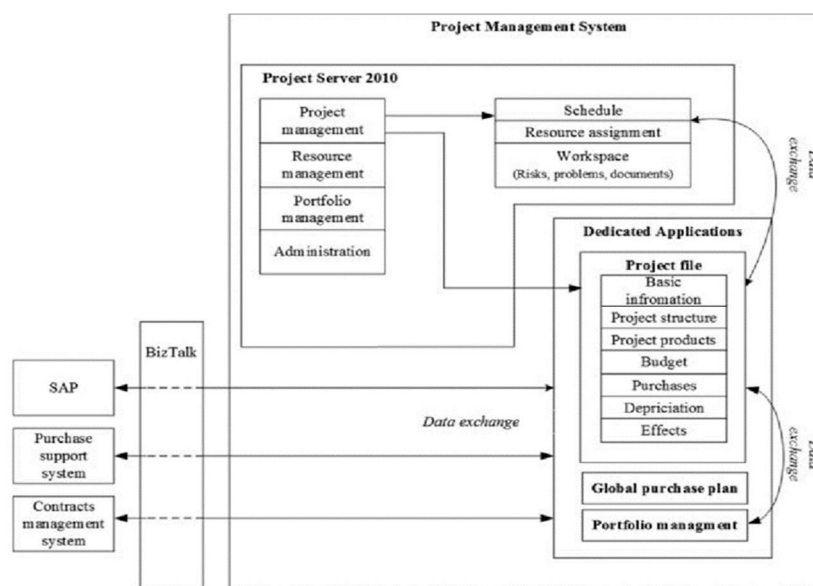 Project Management System
Project Server 2010
Project
management
Resource
management
Portfolio
management
Administration
Schedule
Resource assignment
Workspace
(Risks, problems, documents)
exchange
Dedicated Applications
Project file
Basic
infromation
Project structure
Project products
Budget
Purchases
Depriciation
Effects
Global purchase plan
Portfolio managment
exchange
BizTalk
SAP
Purchase
support
system
Contracts
management
system
Data exchange